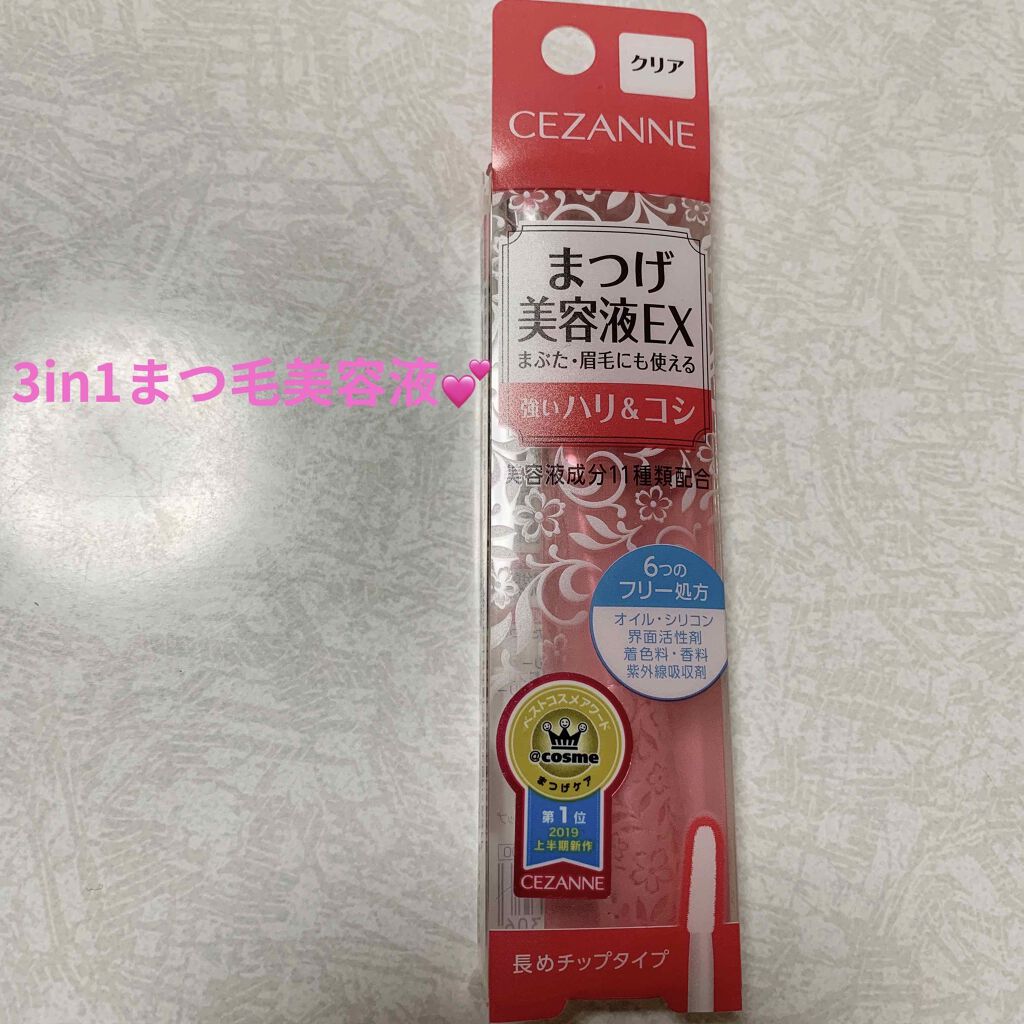 クリア
CEZANNE
まつげ
美容液EX
まぶた・眉毛にも使える
強いハリ&コシ
3in1まつ毛美容液💕
美容液成分11種類配合
6つの
フリー処方
オイル・シリコン
界面活性剤
着色料・香料
紫外線吸収剤
ベストコスメアワード
@cosme
まつげケア
第1位
2019
上半期新作
CEZANNE
長めチップタイプ